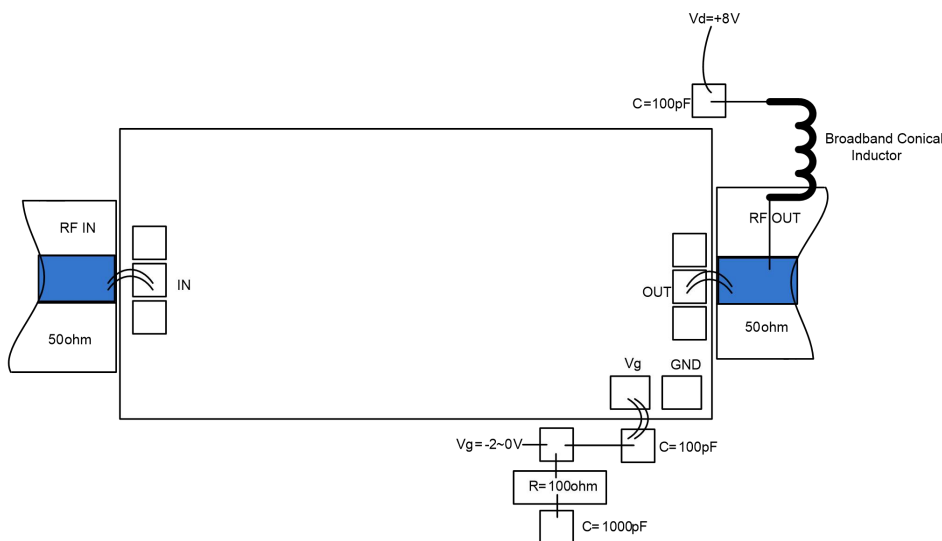 Vd=+8V
C=100pF
Broadband Conical
Inductor
RF IN
RF OUT
IN
OUT
50ohm
50ohm
Vg
GND
Vg=-2~0V
C=100pF
R=100ohm
C=1000pF